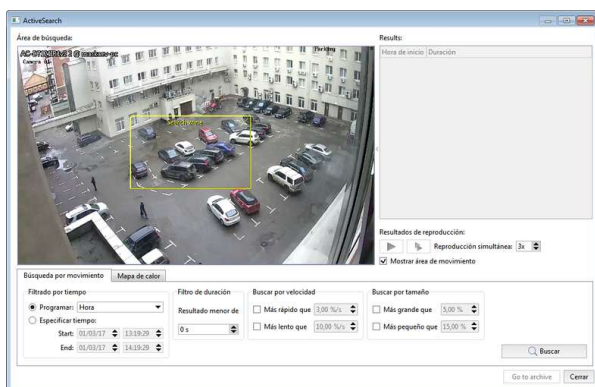 ActiveSearch
Área de búsqueda:
Results:
Camera 01
Parking
Search zone
Hora de inicio Duración
Resultados de reproducción:
Reproducción simultánea: 3x
Mostrar área de movimiento
Búsqueda por movimiento Mapa de calor
Filtrado por tiempo
Programar: Hora
Especificar tiempo:
Start: 01/03/17 13:19:29
End: 01/03/17 14:19:29
Filtro de duración
Resultado menor de
0 s
Buscar por velocidad
Más rápido que 3,00 %/s
Más lento que 10,00 %/s
Buscar por tamaño
Más grande que 5,00 %
Más pequeño que 15,00 %
Buscar
Go to archive Cerrar